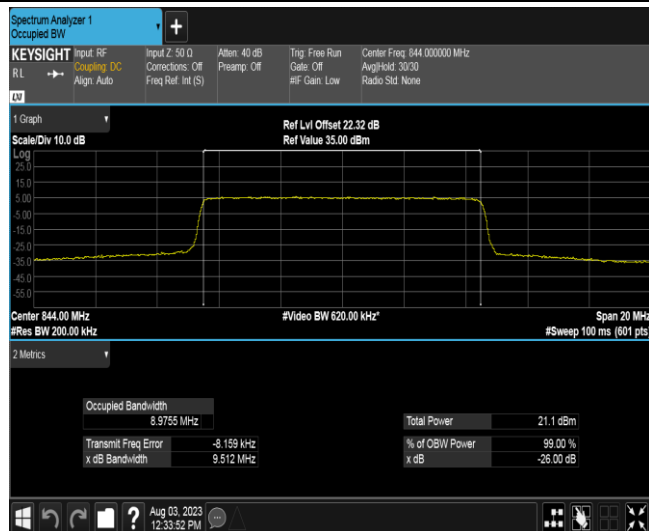 Spectrum Analyzer 1
Occupied BW
+
KEYSIGHT Input: RF Input Z: 50 Ω Atten: 40 dB Trig: Free Run Center Freq: 844.000000 MHz
RL Coupling: DC Corrections: Off Preamp: Off Gate: Off Avg|Hold: 30/30
Align: Auto Freq Ref: Int (S) #IF Gain: Low Radio Std: None
LXI
1 Graph Ref Lvl Offset 22.32 dB
Scale/Div 10.0 dB Ref Value 35.00 dBm
Log
25.0
15.0
5.00
-5.00
-15.0
-25.0
-35.0
-45.0
-55.0
Center 844.00 MHz #Video BW 620.00 kHz* Span 20 MHz
#Res BW 200.00 kHz #Sweep 100 ms (601 pts)
2 Metrics
Occupied Bandwidth
8.9755 MHz Total Power 21.1 dBm
Transmit Freq Error -8.159 kHz % of OBW Power 99.00 %
x dB Bandwidth 9.512 MHz x dB -26.00 dB
? Aug 03, 2023
12:33:52 PM